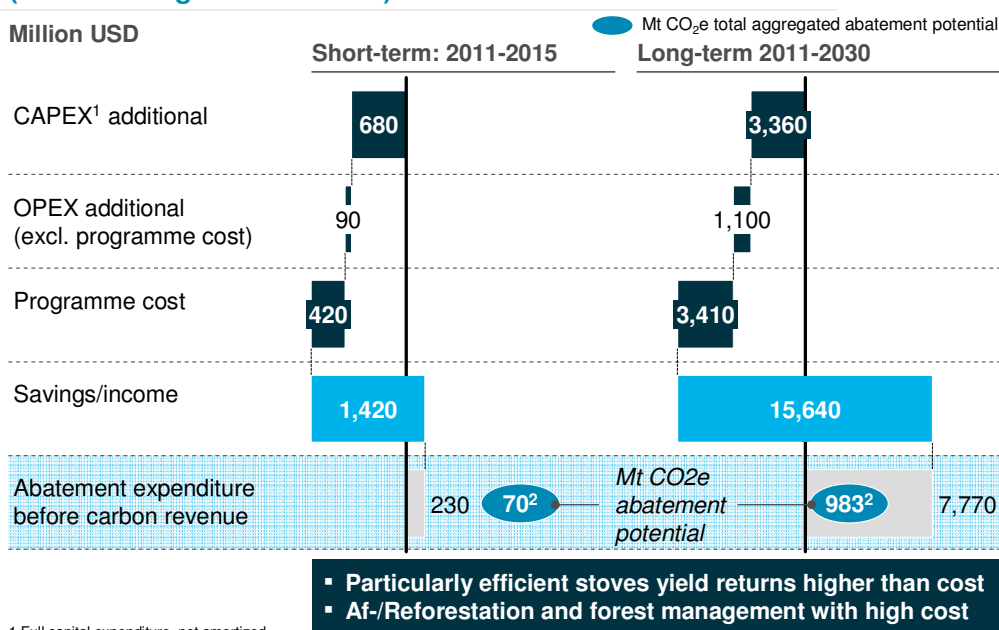 Million USD
Mt CO₂e total aggregated abatement potential
Short-term: 2011-2015
Long-term 2011-2030
CAPEX¹ additional
680
3,360
OPEX additional
(excl. programme cost)
90
1,100
Programme cost
420
3,410
Savings/income
1,420
15,640
Abatement expenditure
before carbon revenue
230
70²
Mt CO2e
abatement
potential
983²
7,770
▪ Particularly efficient stoves yield returns higher than cost
▪ Af-/Reforestation and forest management with high cost